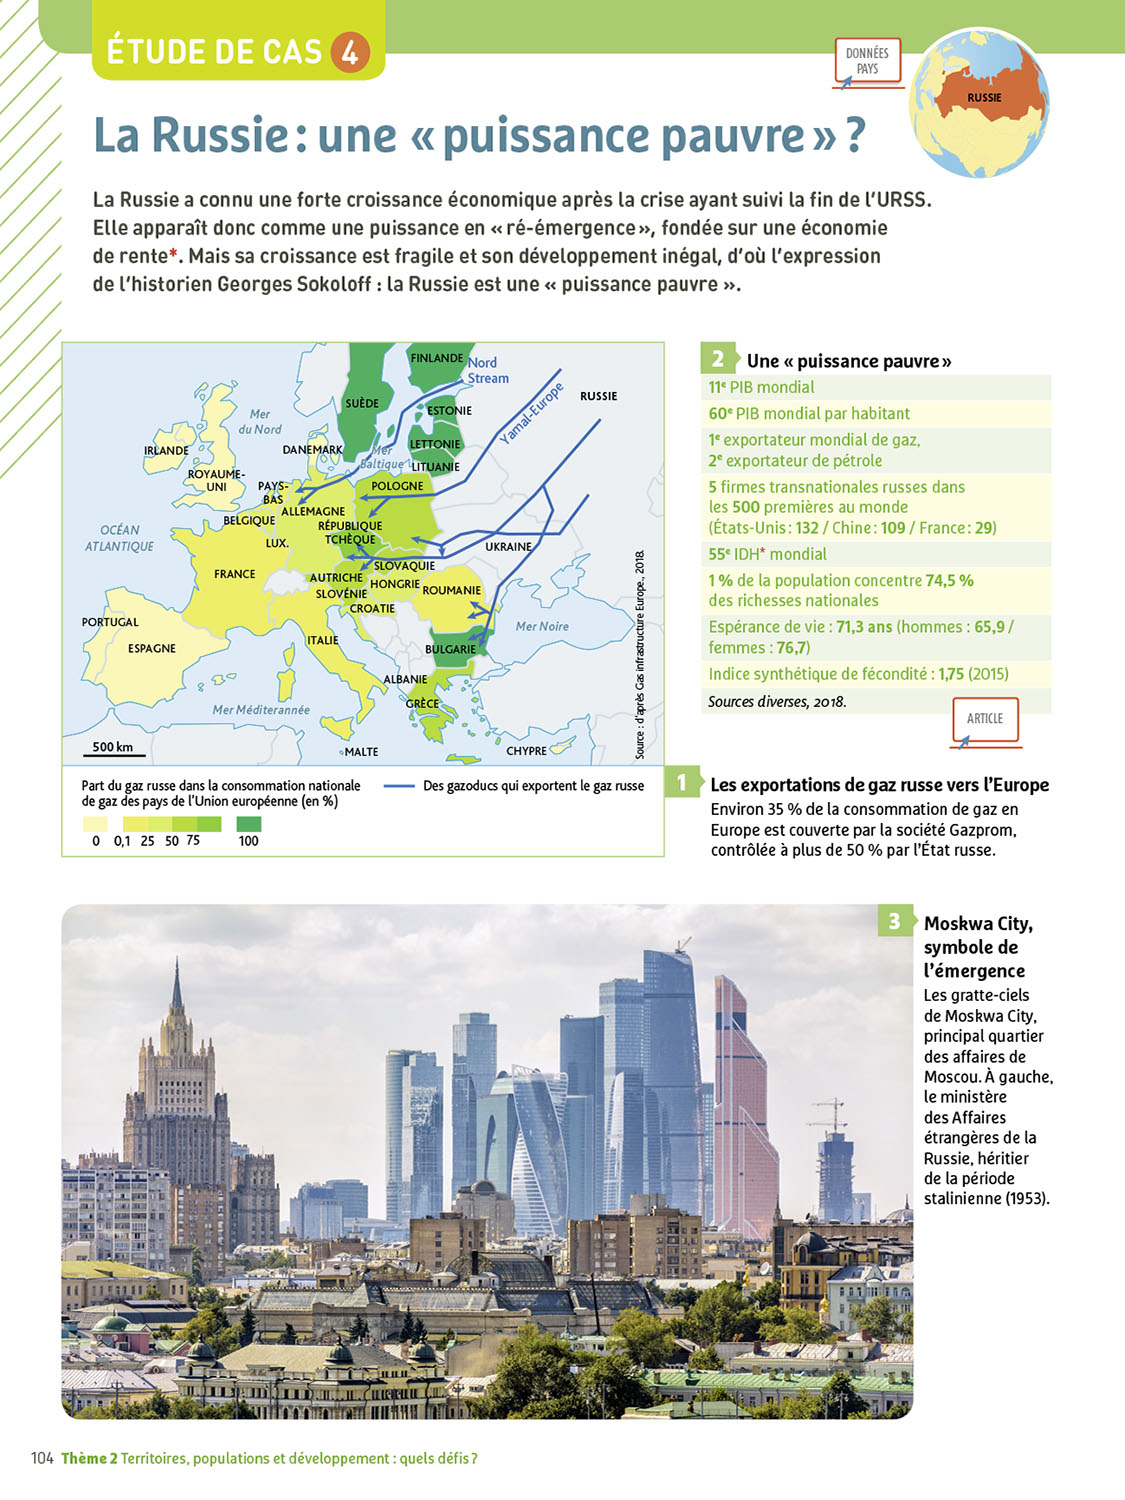 ÉTUDE DE CAS 4
DONNÉES
PAYS
RUSSIE
La Russie : une « puissance pauvre » ?
La Russie a connu une forte croissance économique après la crise ayant suivi la fin de l'URSS.
Elle apparaît donc comme une puissance en « ré-émergence », fondée sur une économie
de rente*. Mais sa croissance est fragile et son développement inégal, d'où l'expression
de l'historien Georges Sokoloff : la Russie est une « puissance pauvre ».
FINLANDE
Nord
Stream
RUSSIE
SUÈDE
ESTONIE
Yamal-Europe
Mer
du Nord
LETTONIE
IRLANDE
DANEMARK
Mer
Baltique
LITUANIE
ROYAUME-
UNI
PAYS-
BAS
POLOGNE
ALLEMAGNE
BELGIQUE
RÉPUBLIQUE
TCHÈQUE
OCÉAN
ATLANTIQUE
LUX.
UKRAINE
SLOVAQUIE
FRANCE
AUTRICHE
HONGRIE
ROUMANIE
SLOVÉNIE
CROATIE
PORTUGAL
Mer Noire
ESPAGNE
ITALIE
BULGARIE
ALBANIE
GRÈCE
Mer Méditerranée
500 km
MALTE
CHYPRE
Source : d'après Gas infrastructure Europe., 2018.
Part du gaz russe dans la consommation nationale
de gaz des pays de l'Union européenne (en %)
0 0,1 25 50 75 100
Des gazoducs qui exportent le gaz russe
2 Une « puissance pauvre »
11e PIB mondial
60e PIB mondial par habitant
1e exportateur mondial de gaz,
2e exportateur de pétrole
5 firmes transnationales russes dans
les 500 premières au monde
(États-Unis : 132 / Chine : 109 / France : 29)
55e IDH* mondial
1 % de la population concentre 74,5 %
des richesses nationales
Espérance de vie : 71,3 ans (hommes : 65,9 /
femmes : 76,7)
Indice synthétique de fécondité : 1,75 (2015)
Sources diverses, 2018.
ARTICLE
1 Les exportations de gaz russe vers l'Europe
Environ 35 % de la consommation de gaz en
Europe est couverte par la société Gazprom,
contrôlée à plus de 50 % par l'État russe.
3 Moskwa City,
symbole de
l'émergence
Les gratte-ciels
de Moskwa City,
principal quartier
des affaires de
Moscou. À gauche,
le ministère
des Affaires
étrangères de la
Russie, héritier
de la période
stalinienne (1953).
104 Thème 2 Territoires, populations et développement : quels défis ?